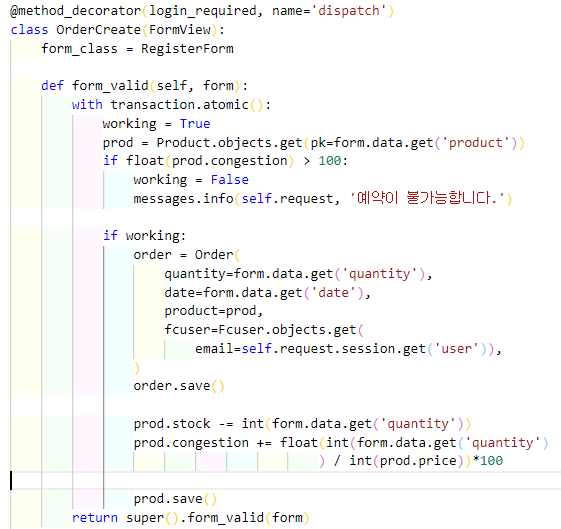 @method_decorator(login_required, name='dispatch')
class OrderCreate(FormView):
    form_class = RegisterForm

    def form_valid(self, form):
        with transaction.atomic():
            working = True
            prod = Product.objects.get(pk=form.data.get('product'))
            if float(prod.congestion) > 100:
                working = False
                messages.info(self.request, '예약이 불가능합니다.')

            if working:
                order = Order(
                    quantity=form.data.get('quantity'),
                    date=form.data.get('date'),
                    product=prod,
                    fcuser=Fcuser.objects.get(
                        email=self.request.session.get('user')),
                )
                order.save()

                prod.stock -= int(form.data.get('quantity'))
                prod.congestion += float(int(form.data.get('quantity')
                                        ) / int(prod.price))*100

                prod.save()
        return super().form_valid(form)